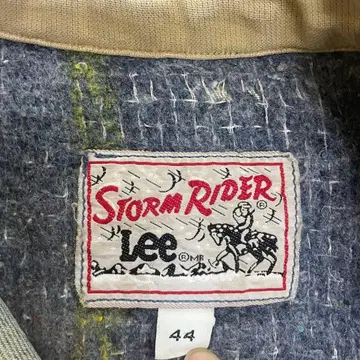 STORM RIDER ®
Lee ® MR
44